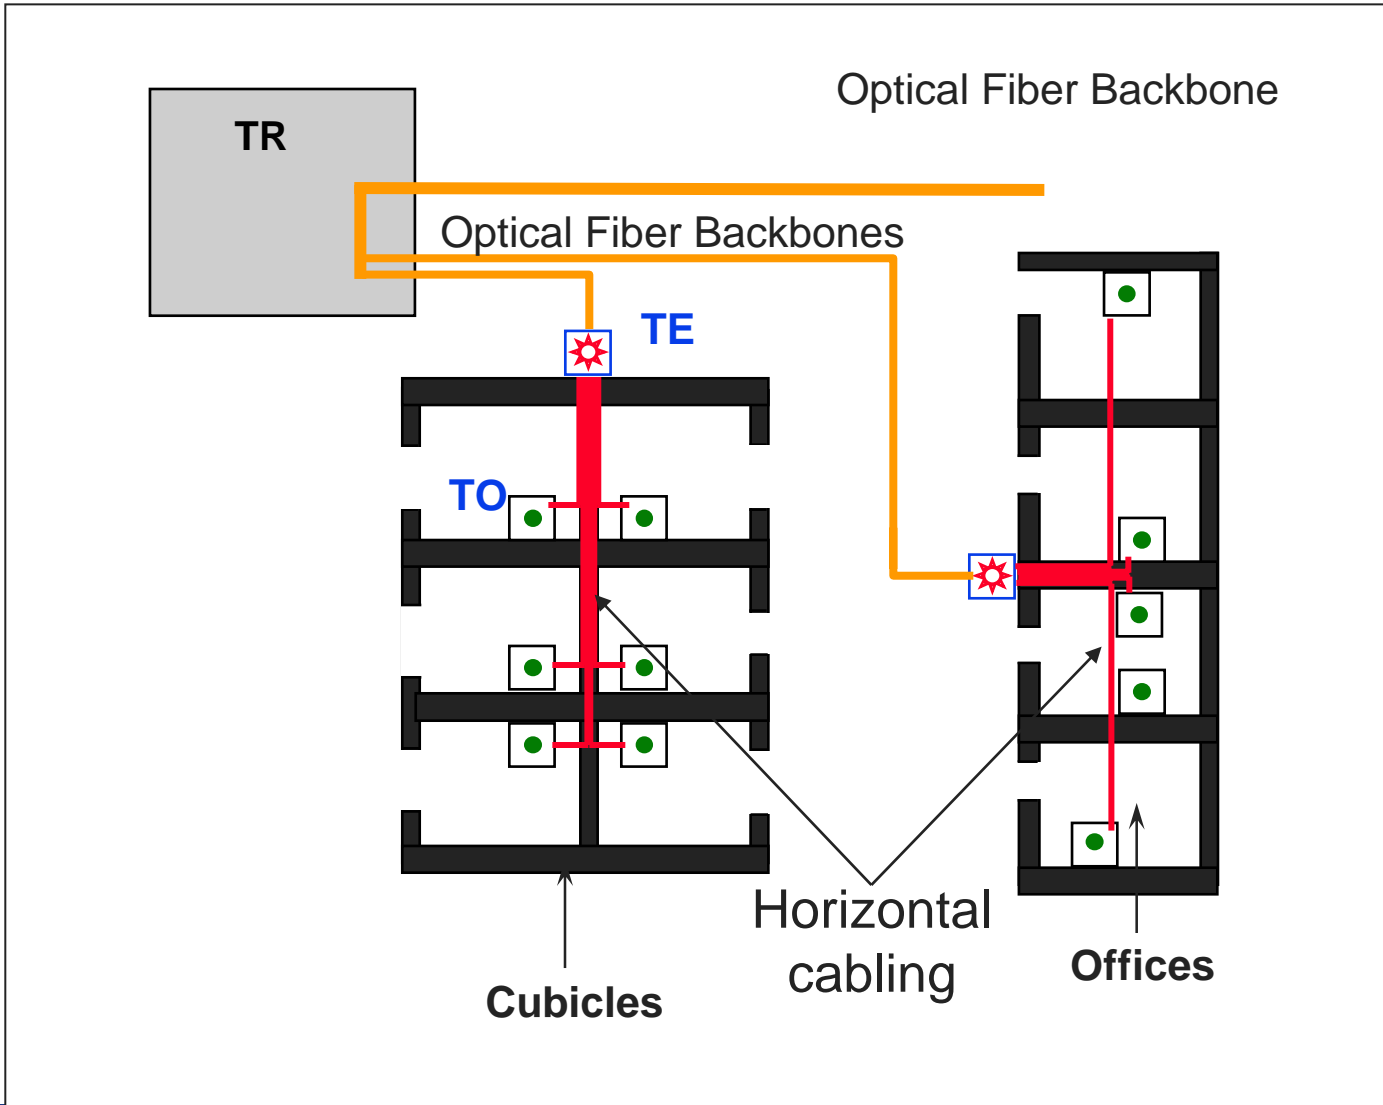 Optical Fiber Backbone
TR
Optical Fiber Backbones
TE
TO
Horizontal
cabling
Offices
Cubicles